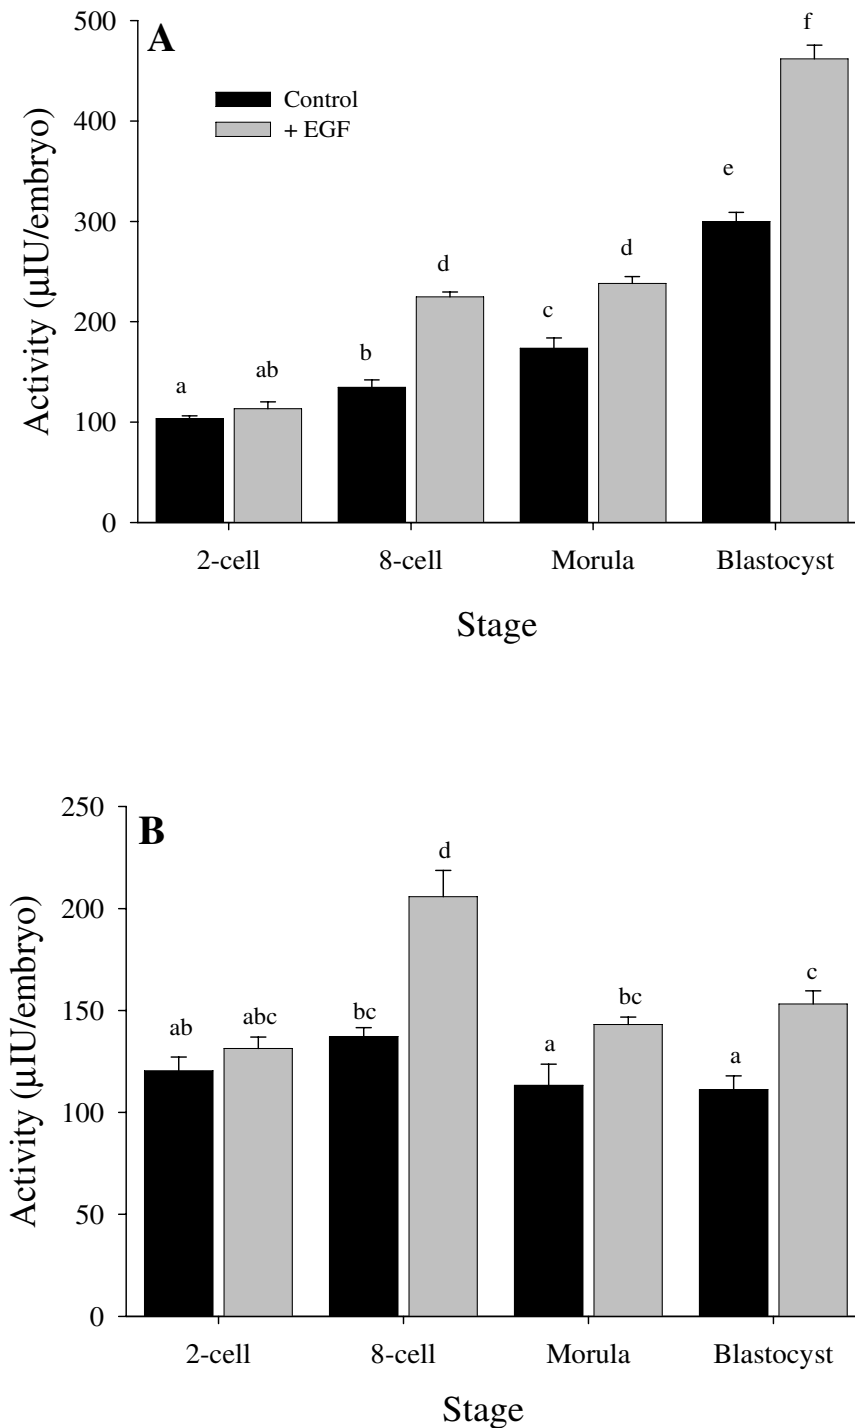 A
Control
+ EGF
Activity (µIU/embryo)
500
400
300
200
100
0
a
ab
b
d
c
d
e
f
2-cell 8-cell Morula Blastocyst
Stage
B
Activity (µIU/embryo)
250
200
150
100
50
0
ab
abc
bc
d
a
bc
a
c
2-cell 8-cell Morula Blastocyst
Stage